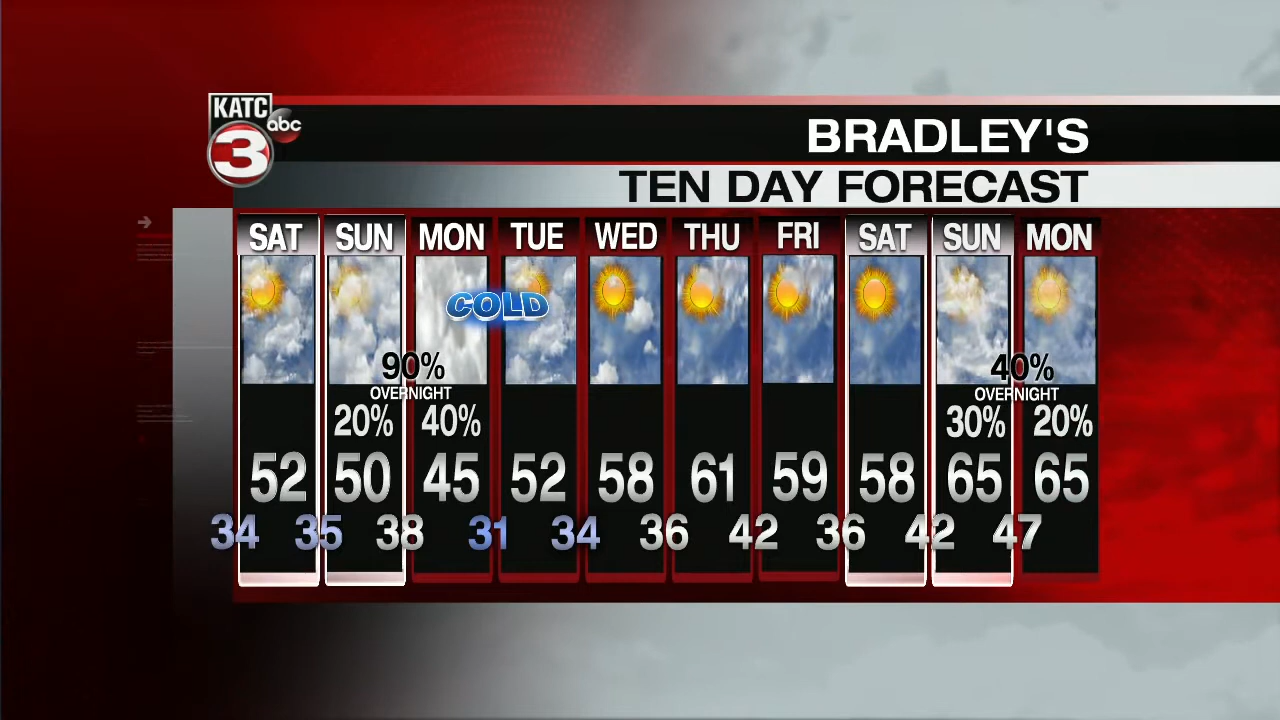 KATC
abc
3
BRADLEY'S
TEN DAY FORECAST
SAT SUN MON TUE WED THU FRI SAT SUN MON
COLD
90% 40%
OVERNIGHT OVERNIGHT
20% 40% 30% 20%
52 50 45 52 58 61 59 58 65 65
34 35 38 31 34 36 42 36 42 47